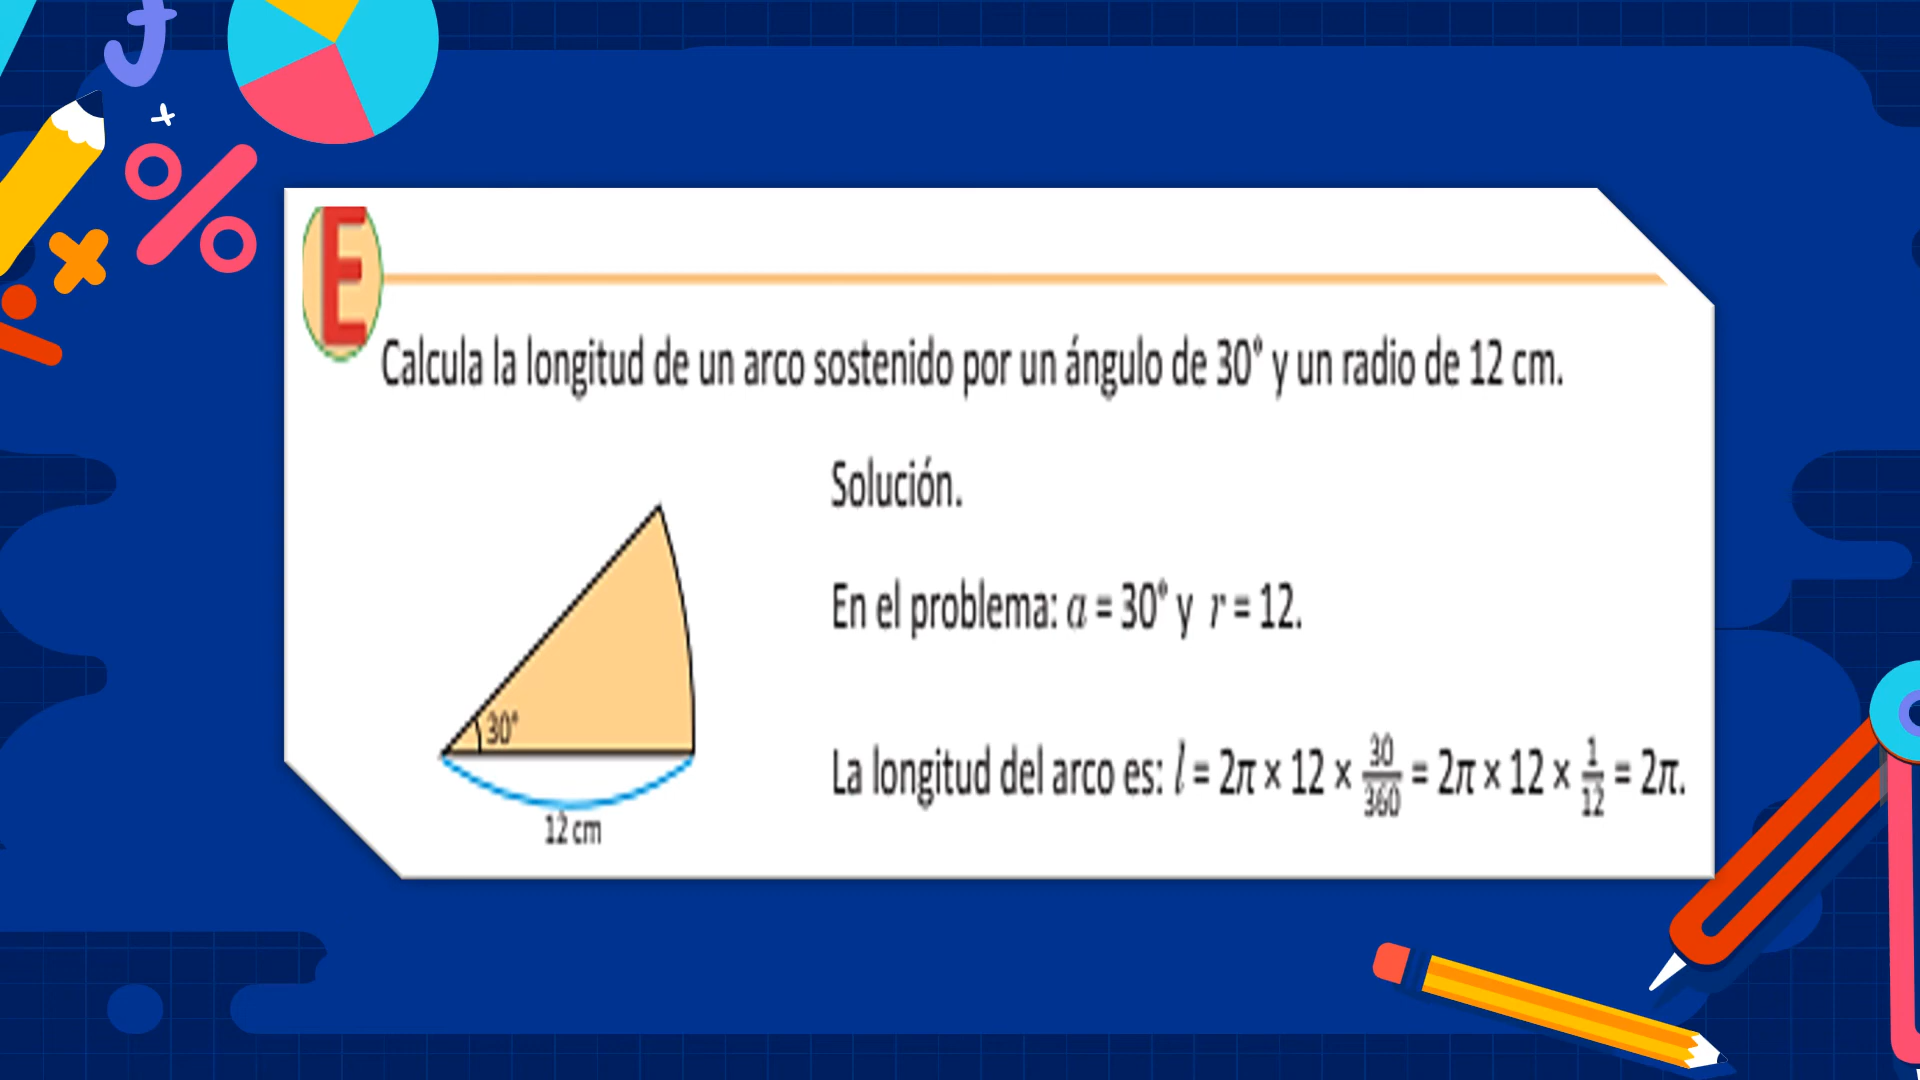 E
Calcula la longitud de un arco sostenido por un ángulo de 30° y un radio de 12 cm.
Solución.
En el problema: α = 30° y r = 12.
30°
La longitud del arco es: l = 2π × 12 × 30/360 = 2π × 12 × 1/12 = 2π.
12 cm